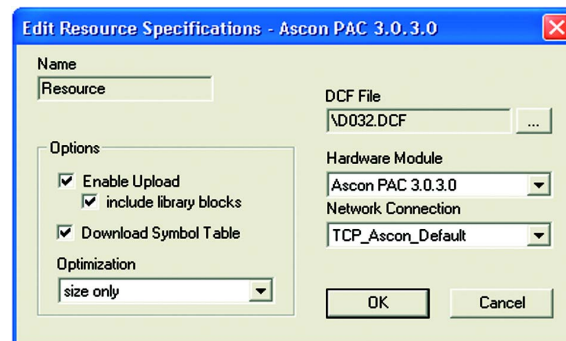 Edit Resource Specifications - Ascon PAC 3.0.3.0
Name
Resource
DCF File
\D032.DCF
...
Options
Enable Upload
include library blocks
Download Symbol Table
Optimization
size only
Hardware Module
Ascon PAC 3.0.3.0
Network Connection
TCP_Ascon_Default
OK
Cancel